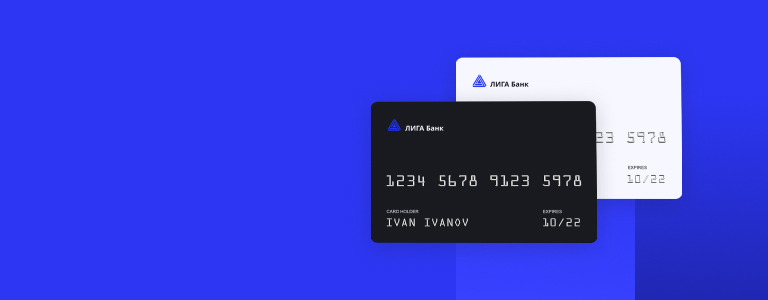 ЛИГА Банк
23 5978
EXPIRES
10/22
ЛИГА Банк
1234 5678 9123 5978
CARD HOLDER
IVAN IVANOV
EXPIRES
10/22